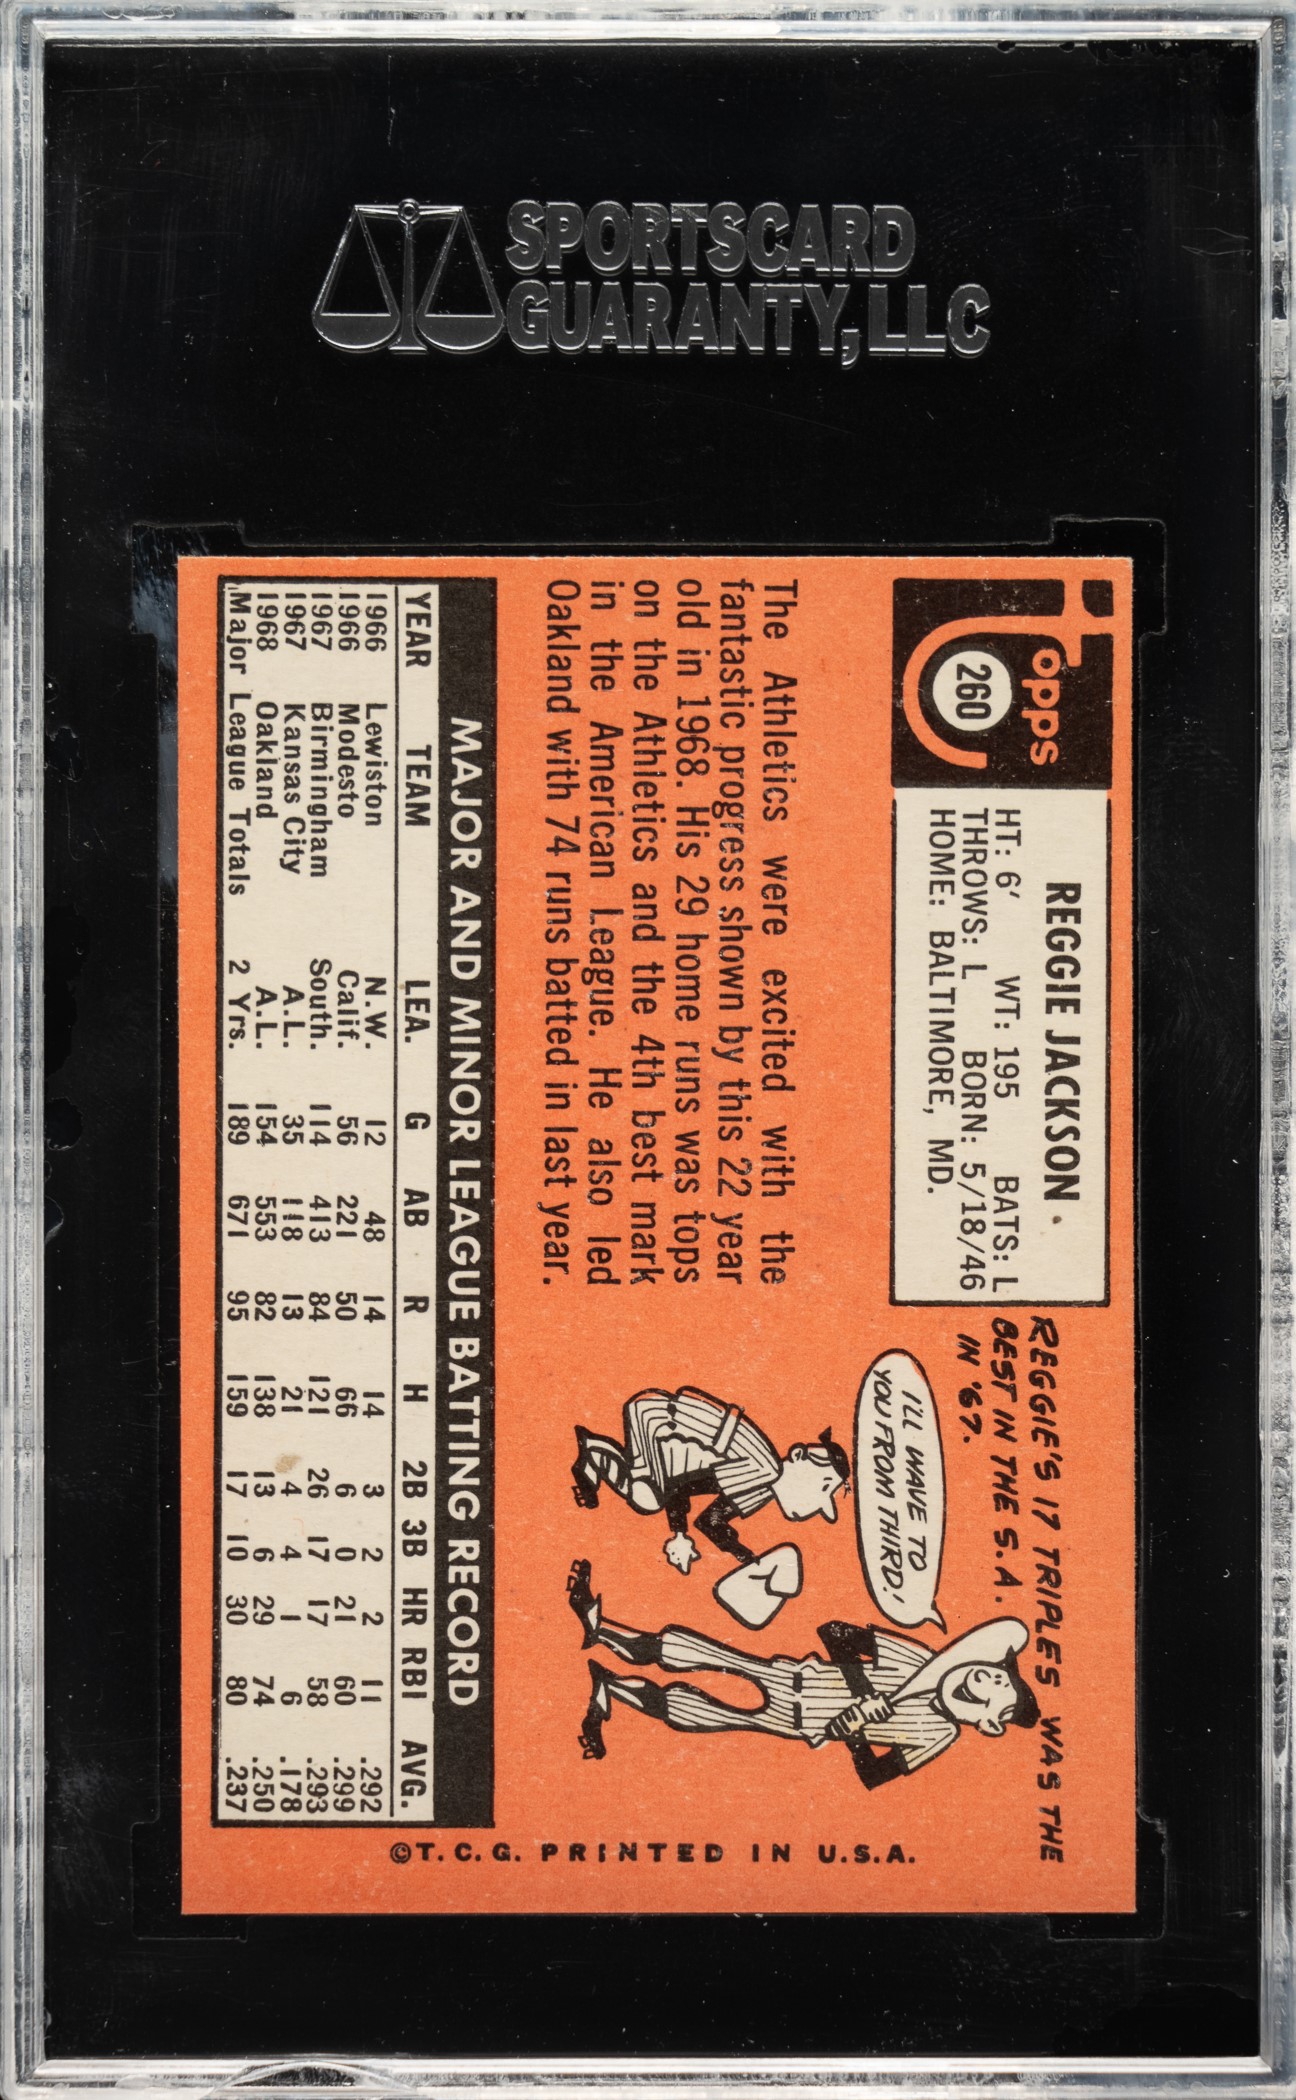 SPORTSCARD
GUARANTY, LLC
Topps
260
REGGIE JACKSON
HT: 6' WT: 195 BATS: L
THROWS: L BORN: 5/18/46
HOME: BALTIMORE, MD.
REGGIE'S 17 TRIPLES WAS THE
BEST IN THE S.A.
IN '67.
I'LL WAVE TO
YOU FROM THIRD!
The Athletics were excited with the
fantastic progress shown by this 22 year
old in 1968. His 29 home runs was tops
on the Athletics and the 4th best mark
in the American League. He also led
Oakland with 74 runs batted in last year.
MAJOR AND MINOR LEAGUE BATTING RECORD
YEAR TEAM LEA. G AB R H 2B 3B HR RBI AVG.
1966 Lewiston N.W. 12 48 14 14 3 2 2 11 .292
1966 Modesto Calif. 56 221 50 66 6 0 21 60 .299
1967 Birmingham South. 114 413 84 121 26 17 17 58 .293
1967 Kansas City A.L. 35 118 13 21 4 4 1 6 .178
1968 Oakland A.L. 154 553 82 138 13 6 29 74 .250
Major League Totals 2 Yrs. 189 671 95 159 17 10 30 80 .237
©T.C.G. PRINTED IN U.S.A.